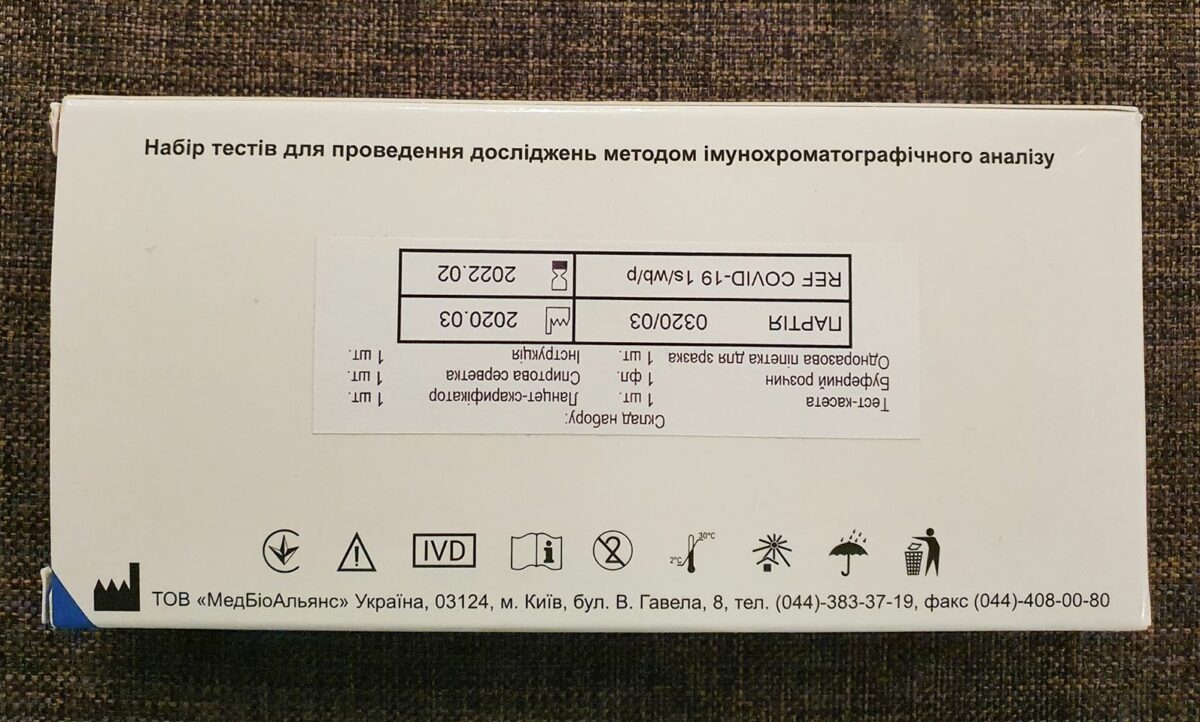 Набір тестів для проведення досліджень методом імунохроматографічного аналізу
Склад набору:
Тест-касета 1 шт. Ланцет-скарифікатор 1 шт.
Буферний розчин 1 фл. Спиртова серветка 1 шт.
Одноразова піпетка для зразка 1 шт. Інструкція 1 шт.
ПАРТІЯ 0320/03 2020.03
REF COVID-19 1s/wb/p 2022.02
IVD i 2 2°C 30°C
ТОВ «МедБіоАльянс» Україна, 03124, м. Київ, бул. В. Гавела, 8, тел. (044)-383-37-19, факс (044)-408-00-80